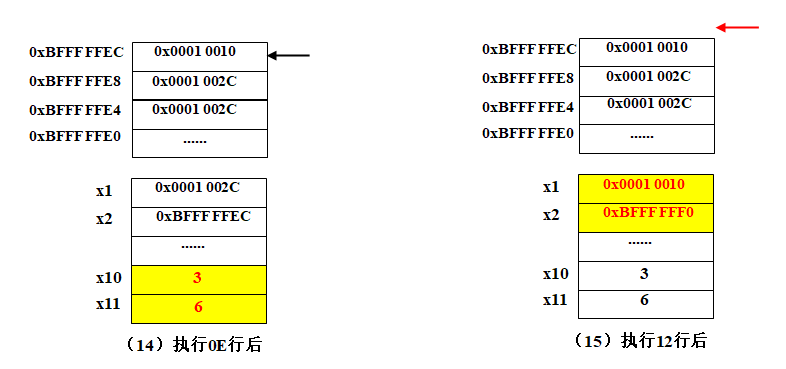 0xBFFF FFEC 0x0001 0010
0xBFFF FFE8 0x0001 002C
0xBFFF FFE4 0x0001 002C
0xBFFF FFE0 ......
x1 0x0001 002C
x2 0xBFFF FFEC
......
x10 3
x11 6
（14）执行0E行后
0xBFFF FFEC 0x0001 0010
0xBFFF FFE8 0x0001 002C
0xBFFF FFE4 0x0001 002C
0xBFFF FFE0 ......
x1 0x0001 0010
x2 0xBFFF FFF0
......
x10 3
x11 6
（15）执行12行后